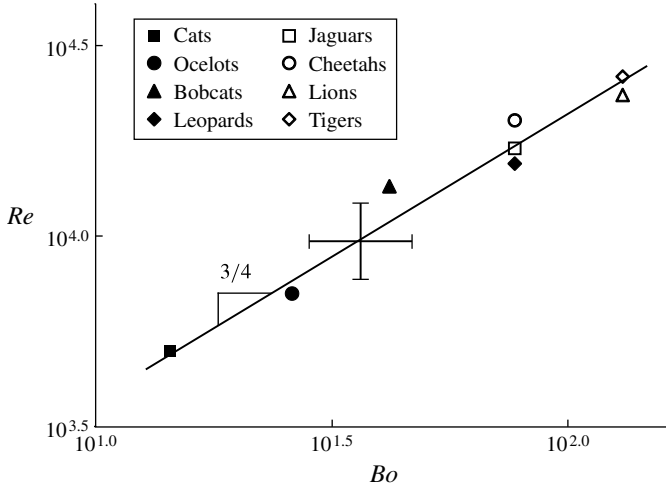 Cats
Ocelots
Bobcats
Leopards
Jaguars
Cheetahs
Lions
Tigers
10^4.5
Re
10^4.0
3/4
10^3.5
10^1.0
10^1.5
10^2.0
Bo